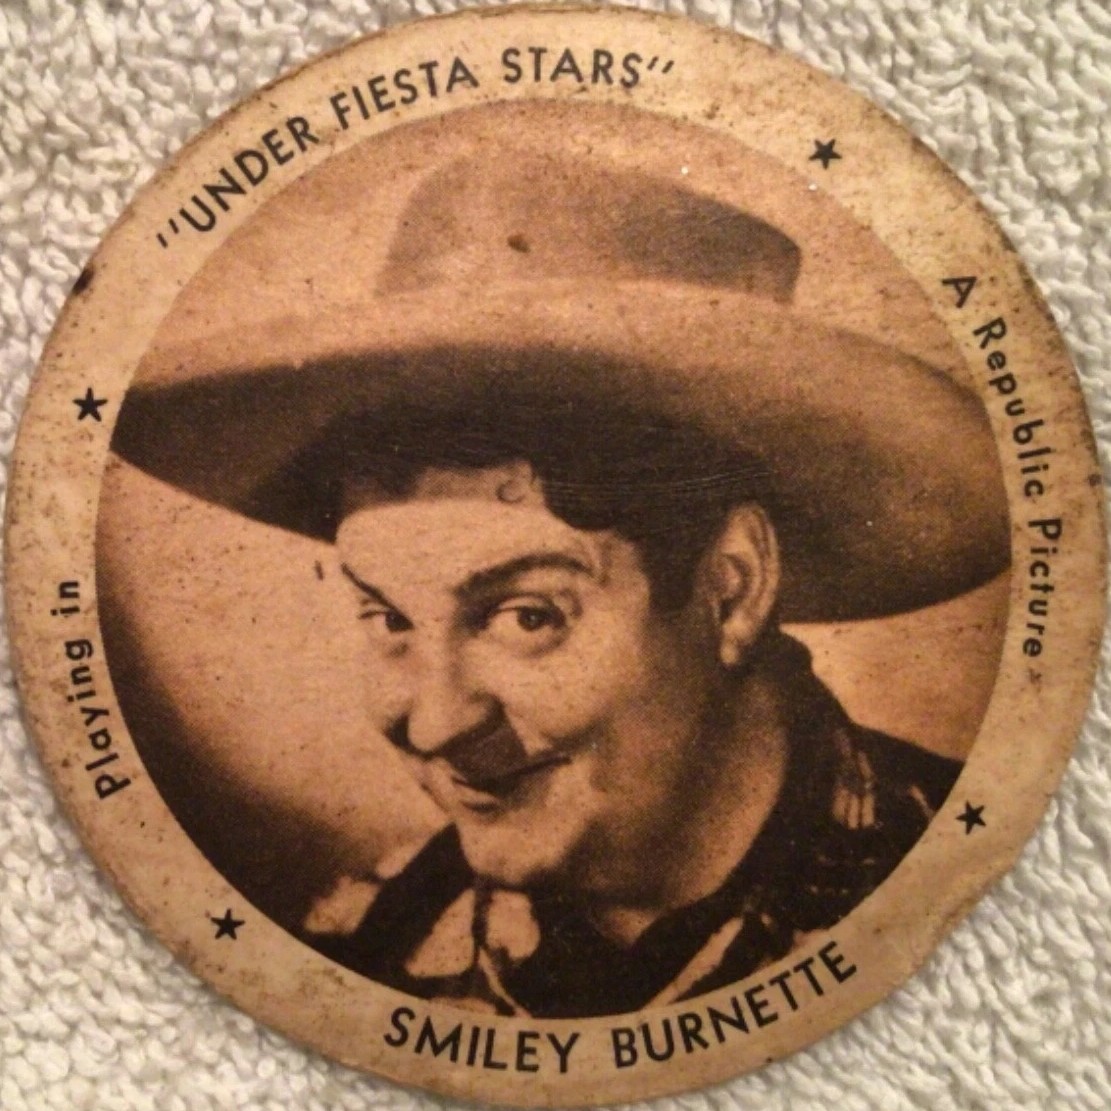 SMILEY BURNETTE
Playing in
"UNDER FIESTA STARS"
A Republic Picture